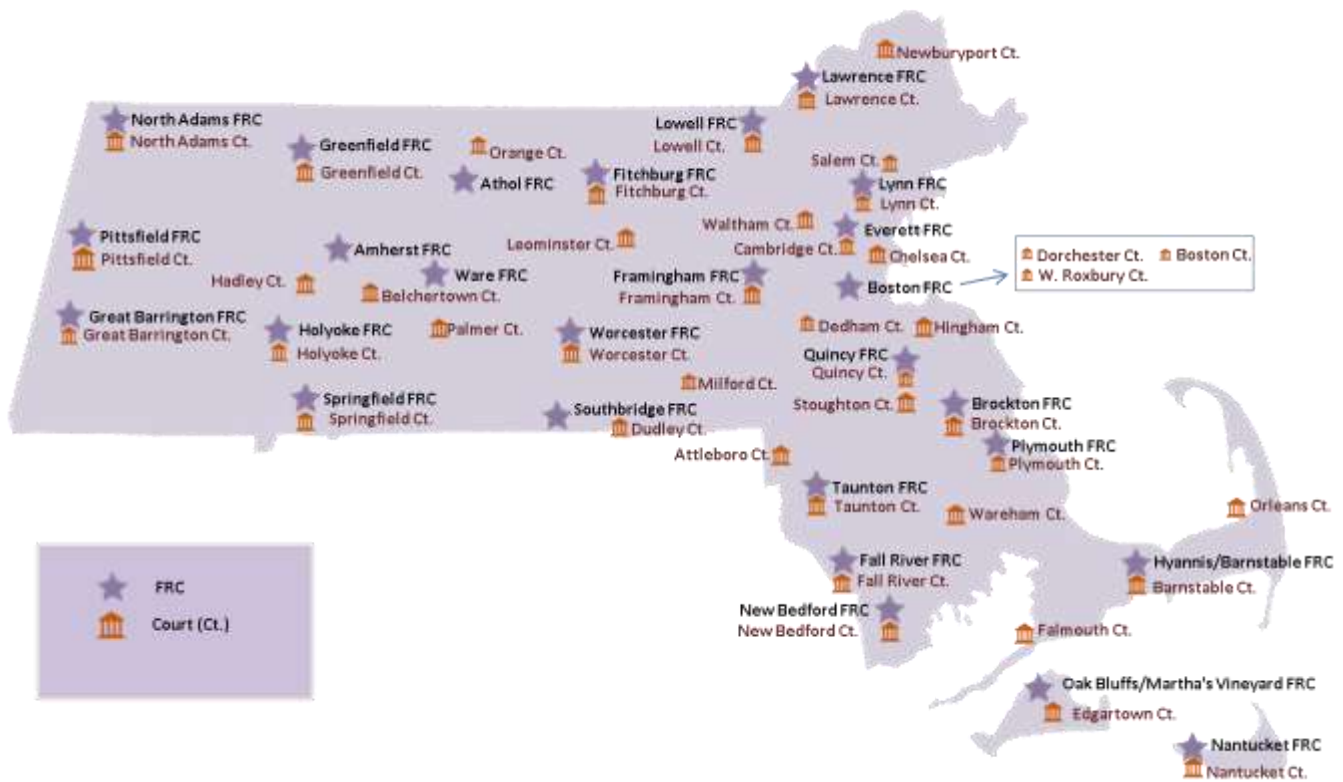 Newburyport Ct.
Lawrence FRC
Lawrence Ct.
North Adams FRC
North Adams Ct.
Greenfield FRC
Greenfield Ct.
Orange Ct.
Athol FRC
Fitchburg FRC
Fitchburg Ct.
Lowell FRC
Lowell Ct.
Salem Ct.
Lynn FRC
Lynn Ct.
Pittsfield FRC
Pittsfield Ct.
Amherst FRC
Hadley Ct.
Ware FRC
Belchertown Ct.
Leominster Ct.
Waltham Ct.
Everett FRC
Cambridge Ct.
Chelsea Ct.
Framingham FRC
Framingham Ct.
Boston FRC
Dorchester Ct. Boston Ct.
W. Roxbury Ct.
Great Barrington FRC
Great Barrington Ct.
Holyoke FRC
Holyoke Ct.
Palmer Ct.
Worcester FRC
Worcester Ct.
Dedham Ct.
Hingham Ct.
Quincy FRC
Quincy Ct.
Milford Ct.
Stoughton Ct.
Springfield FRC
Springfield Ct.
Southbridge FRC
Dudley Ct.
Brockton FRC
Brockton Ct.
Attleboro Ct.
Plymouth FRC
Plymouth Ct.
Taunton FRC
Taunton Ct.
Wareham Ct.
Orleans Ct.
Fall River FRC
Fall River Ct.
Hyannis/Barnstable FRC
Barnstable Ct.
New Bedford FRC
New Bedford Ct.
Falmouth Ct.
Oak Bluffs/Martha's Vineyard FRC
Edgartown Ct.
Nantucket FRC
Nantucket Ct.
FRC
Court (Ct.)